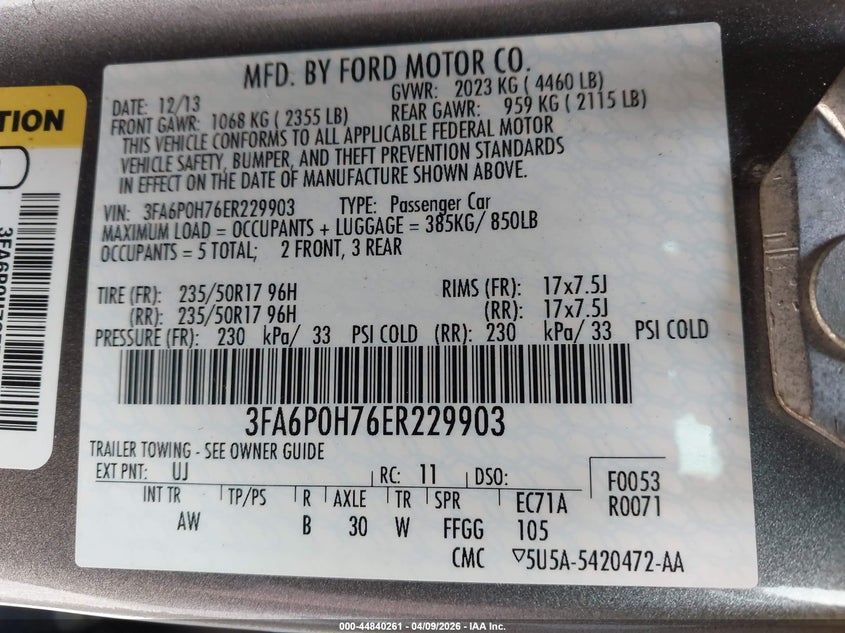 MFD. BY FORD MOTOR CO.
DATE: 12/13
GVWR: 2023 KG ( 4460 LB)
FRONT GAWR: 1068 KG ( 2355 LB)
REAR GAWR: 959 KG ( 2115 LB)
THIS VEHICLE CONFORMS TO ALL APPLICABLE FEDERAL MOTOR
VEHICLE SAFETY, BUMPER, AND THEFT PREVENTION STANDARDS
IN EFFECT ON THE DATE OF MANUFACTURE SHOWN ABOVE.
VIN: 3FA6P0H76ER229903 TYPE: Passenger Car
MAXIMUM LOAD = OCCUPANTS + LUGGAGE = 385KG/ 850LB
OCCUPANTS = 5 TOTAL; 2 FRONT, 3 REAR
TIRE (FR): 235/50R17 96H RIMS (FR): 17x7.5J
(RR): 235/50R17 96H (RR): 17x7.5J
PRESSURE (FR): 230 kPa/ 33 PSI COLD (RR): 230 kPa/ 33 PSI COLD
3FA6P0H76ER229903
TRAILER TOWING - SEE OWNER GUIDE
EXT PNT: UJ RC: 11 DSO: F0053
R0071
INT TR TP/PS R AXLE TR SPR EC71A
AW B 30 W FFGG 105
CMC ▽5U5A-5420472-AA
TION
000-44840261 - 04/09/2026 - IAA Inc.